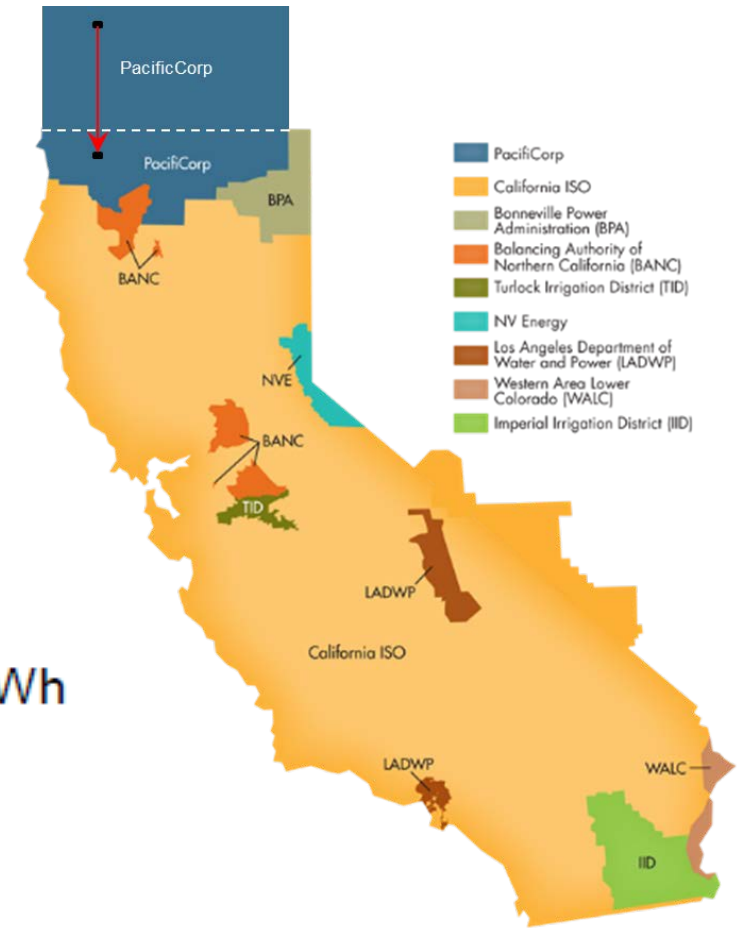 PacificCorp
PacifiCorp
BPA
BANC
NVE
BANC
TID
LADWP
California ISO
LADWP
WALC
IID
Wh
PacifiCorp
California ISO
Bonneville Power
Administration (BPA)
Balancing Authority of
Northern California (BANC)
Turlock Irrigation District (TID)
NV Energy
Los Angeles Department of
Water and Power (LADWP)
Western Area Lower
Colorado (WALC)
Imperial Irrigation District (IID)